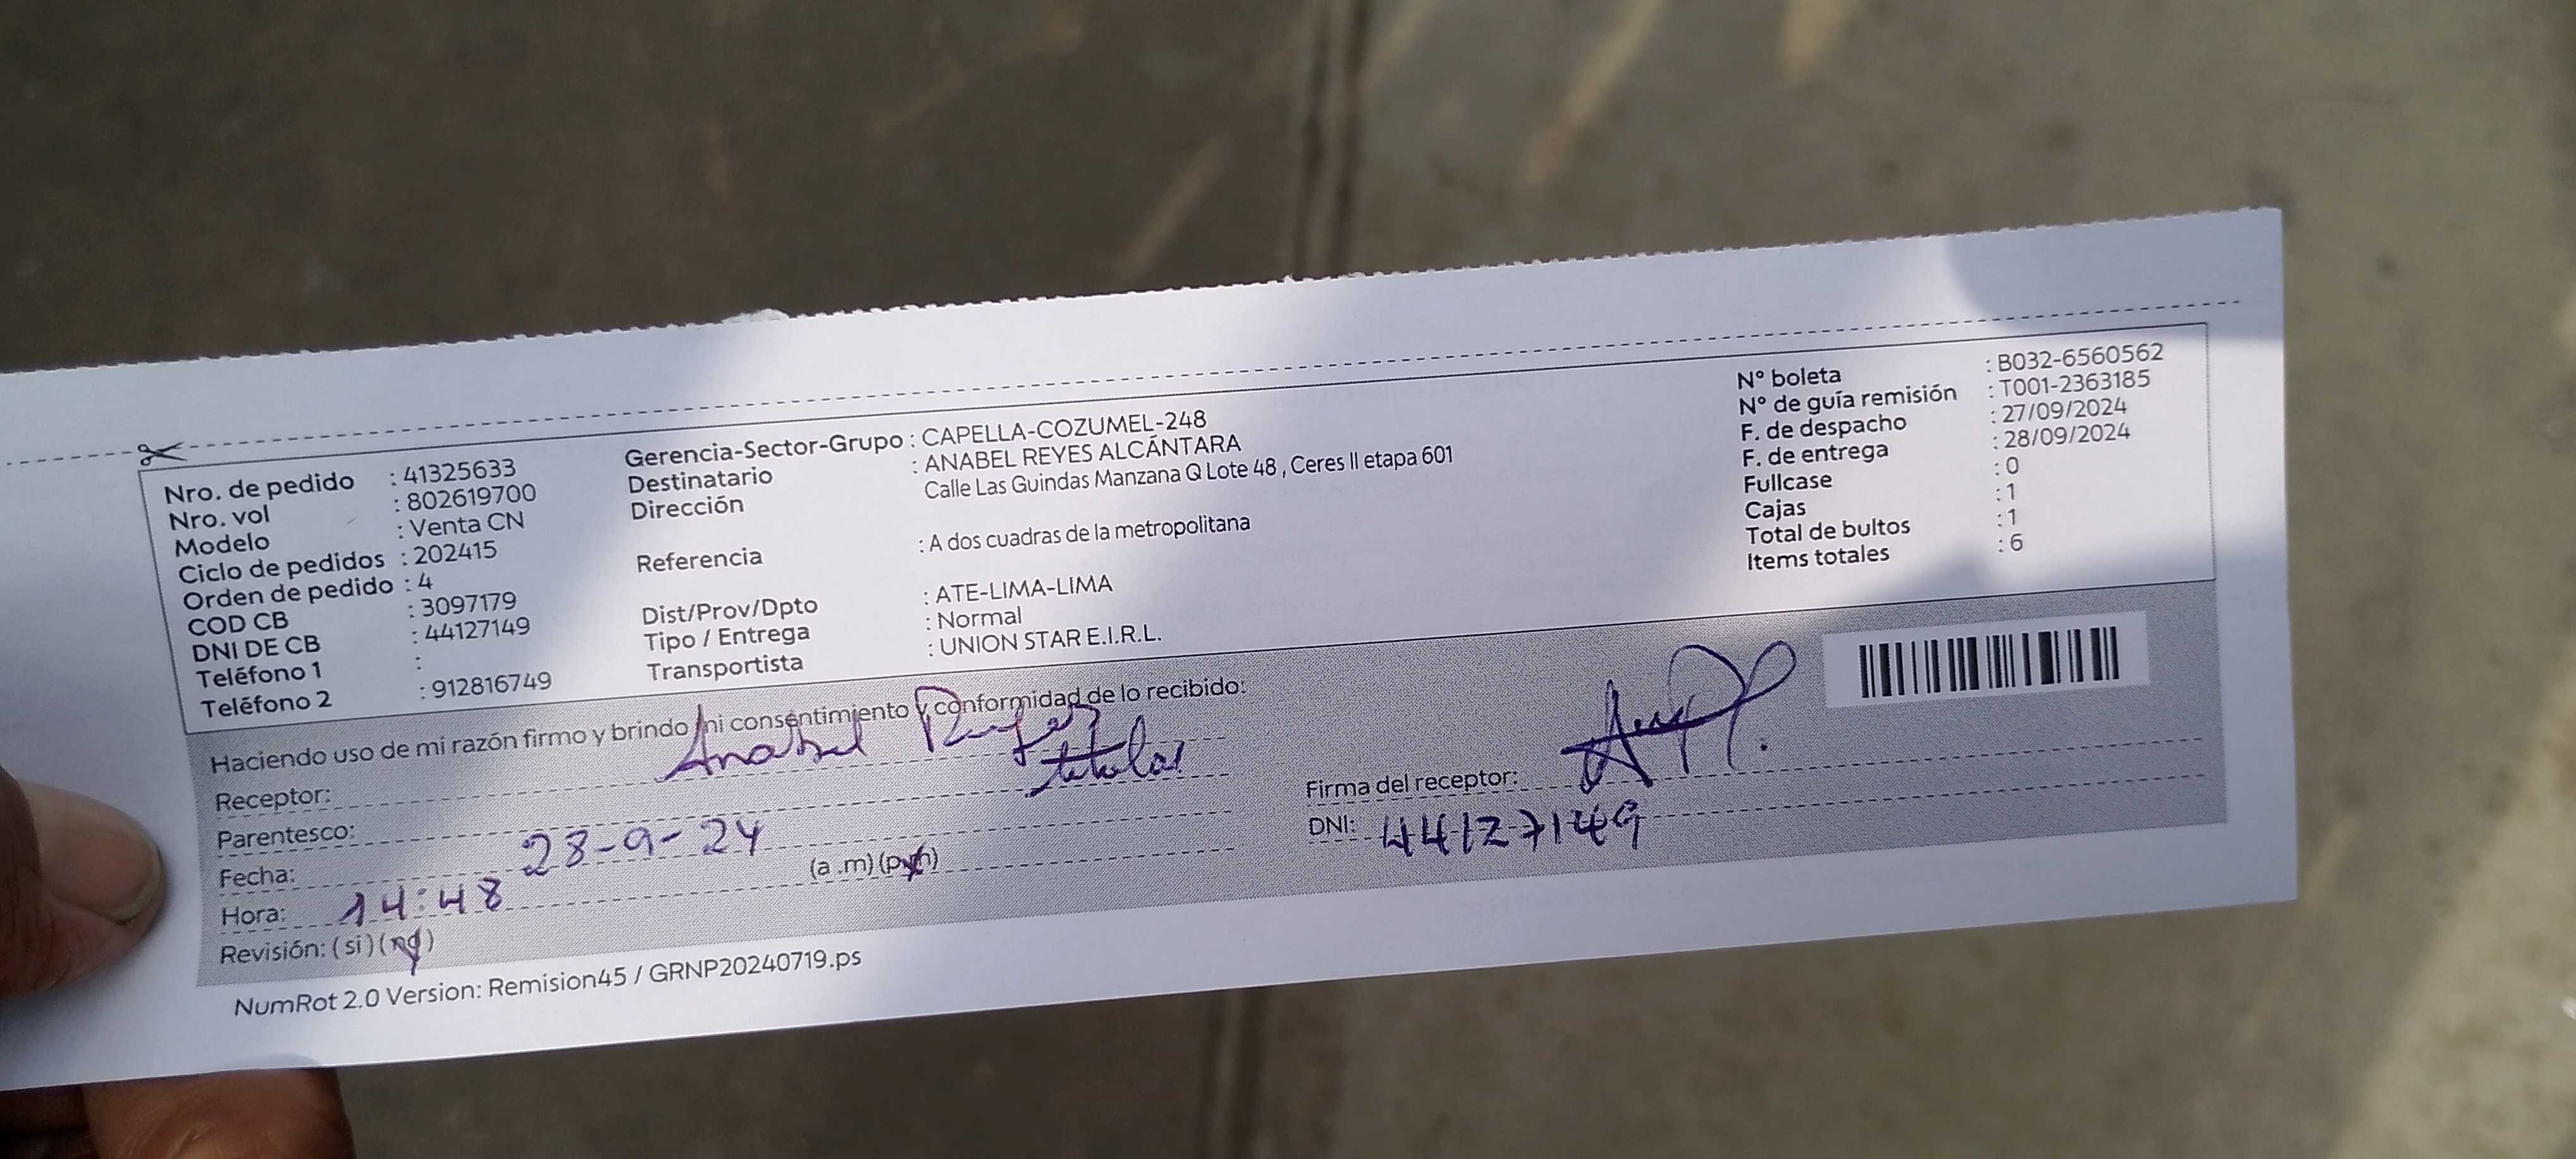 Nro. de pedido : 41325633
Nro. vol : 802619700
Modelo : Venta CN
Ciclo de pedidos : 202415
Orden de pedido : 4
COD CB : 3097179
DNI DE CB : 44127149
Teléfono 1 :
Teléfono 2 : 912816749
Gerencia-Sector-Grupo : CAPELLA-COZUMEL-248
Destinatario : ANABEL REYES ALCÁNTARA
Dirección Calle Las Guindas Manzana Q Lote 48 , Ceres II etapa 601
Referencia : A dos cuadras de la metropolitana
Dist/Prov/Dpto : ATE-LIMA-LIMA
Tipo / Entrega : Normal
Transportista : UNION STAR E.I.R.L.
N° boleta : B032-6560562
N° de guía remisión : T001-2363185
F. de despacho : 27/09/2024
F. de entrega : 28/09/2024
Fullcase : 0
Cajas : 1
Total de bultos : 1
Items totales : 6
Haciendo uso de mi razón firmo y brindo mi consentimiento y conformidad de lo recibido:
Receptor: Anabel Reyes
Parentesco: titular
Fecha: 28-9-24
Hora: 14:48 (a .m) (p.m)
Revisión: (si) (no)
Firma del receptor:
DNI: 44127149
NumRot 2.0 Version: Remision45 / GRNP20240719.ps